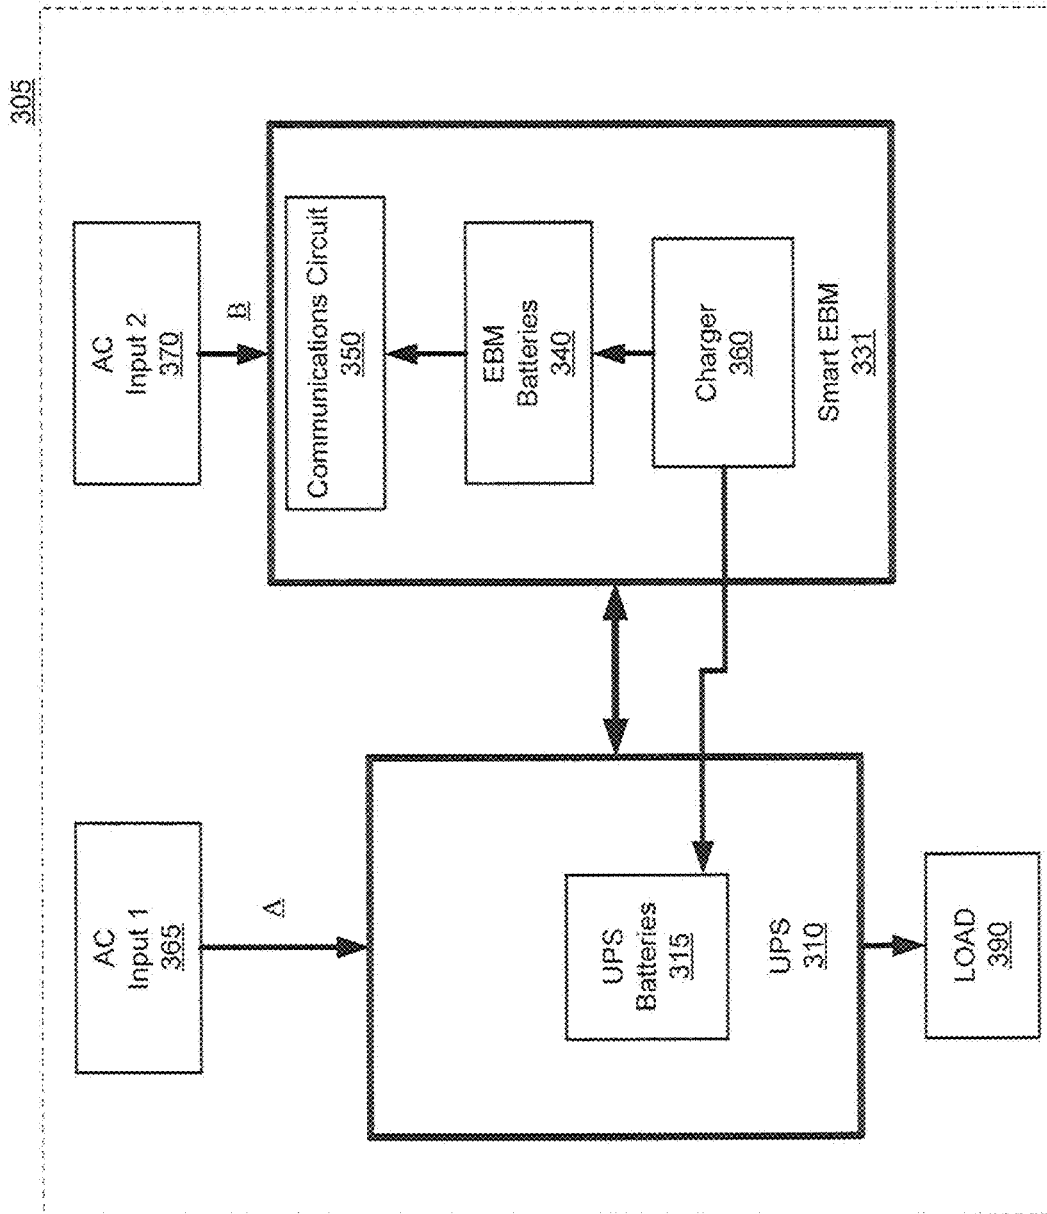 305
AC
Input 1
365
A
UPS
Batteries
315
UPS
310
LOAD
390
AC
Input 2
370
B
Communications Circuit
350
EBM
Batteries
340
Charger
360
Smart EBM
331